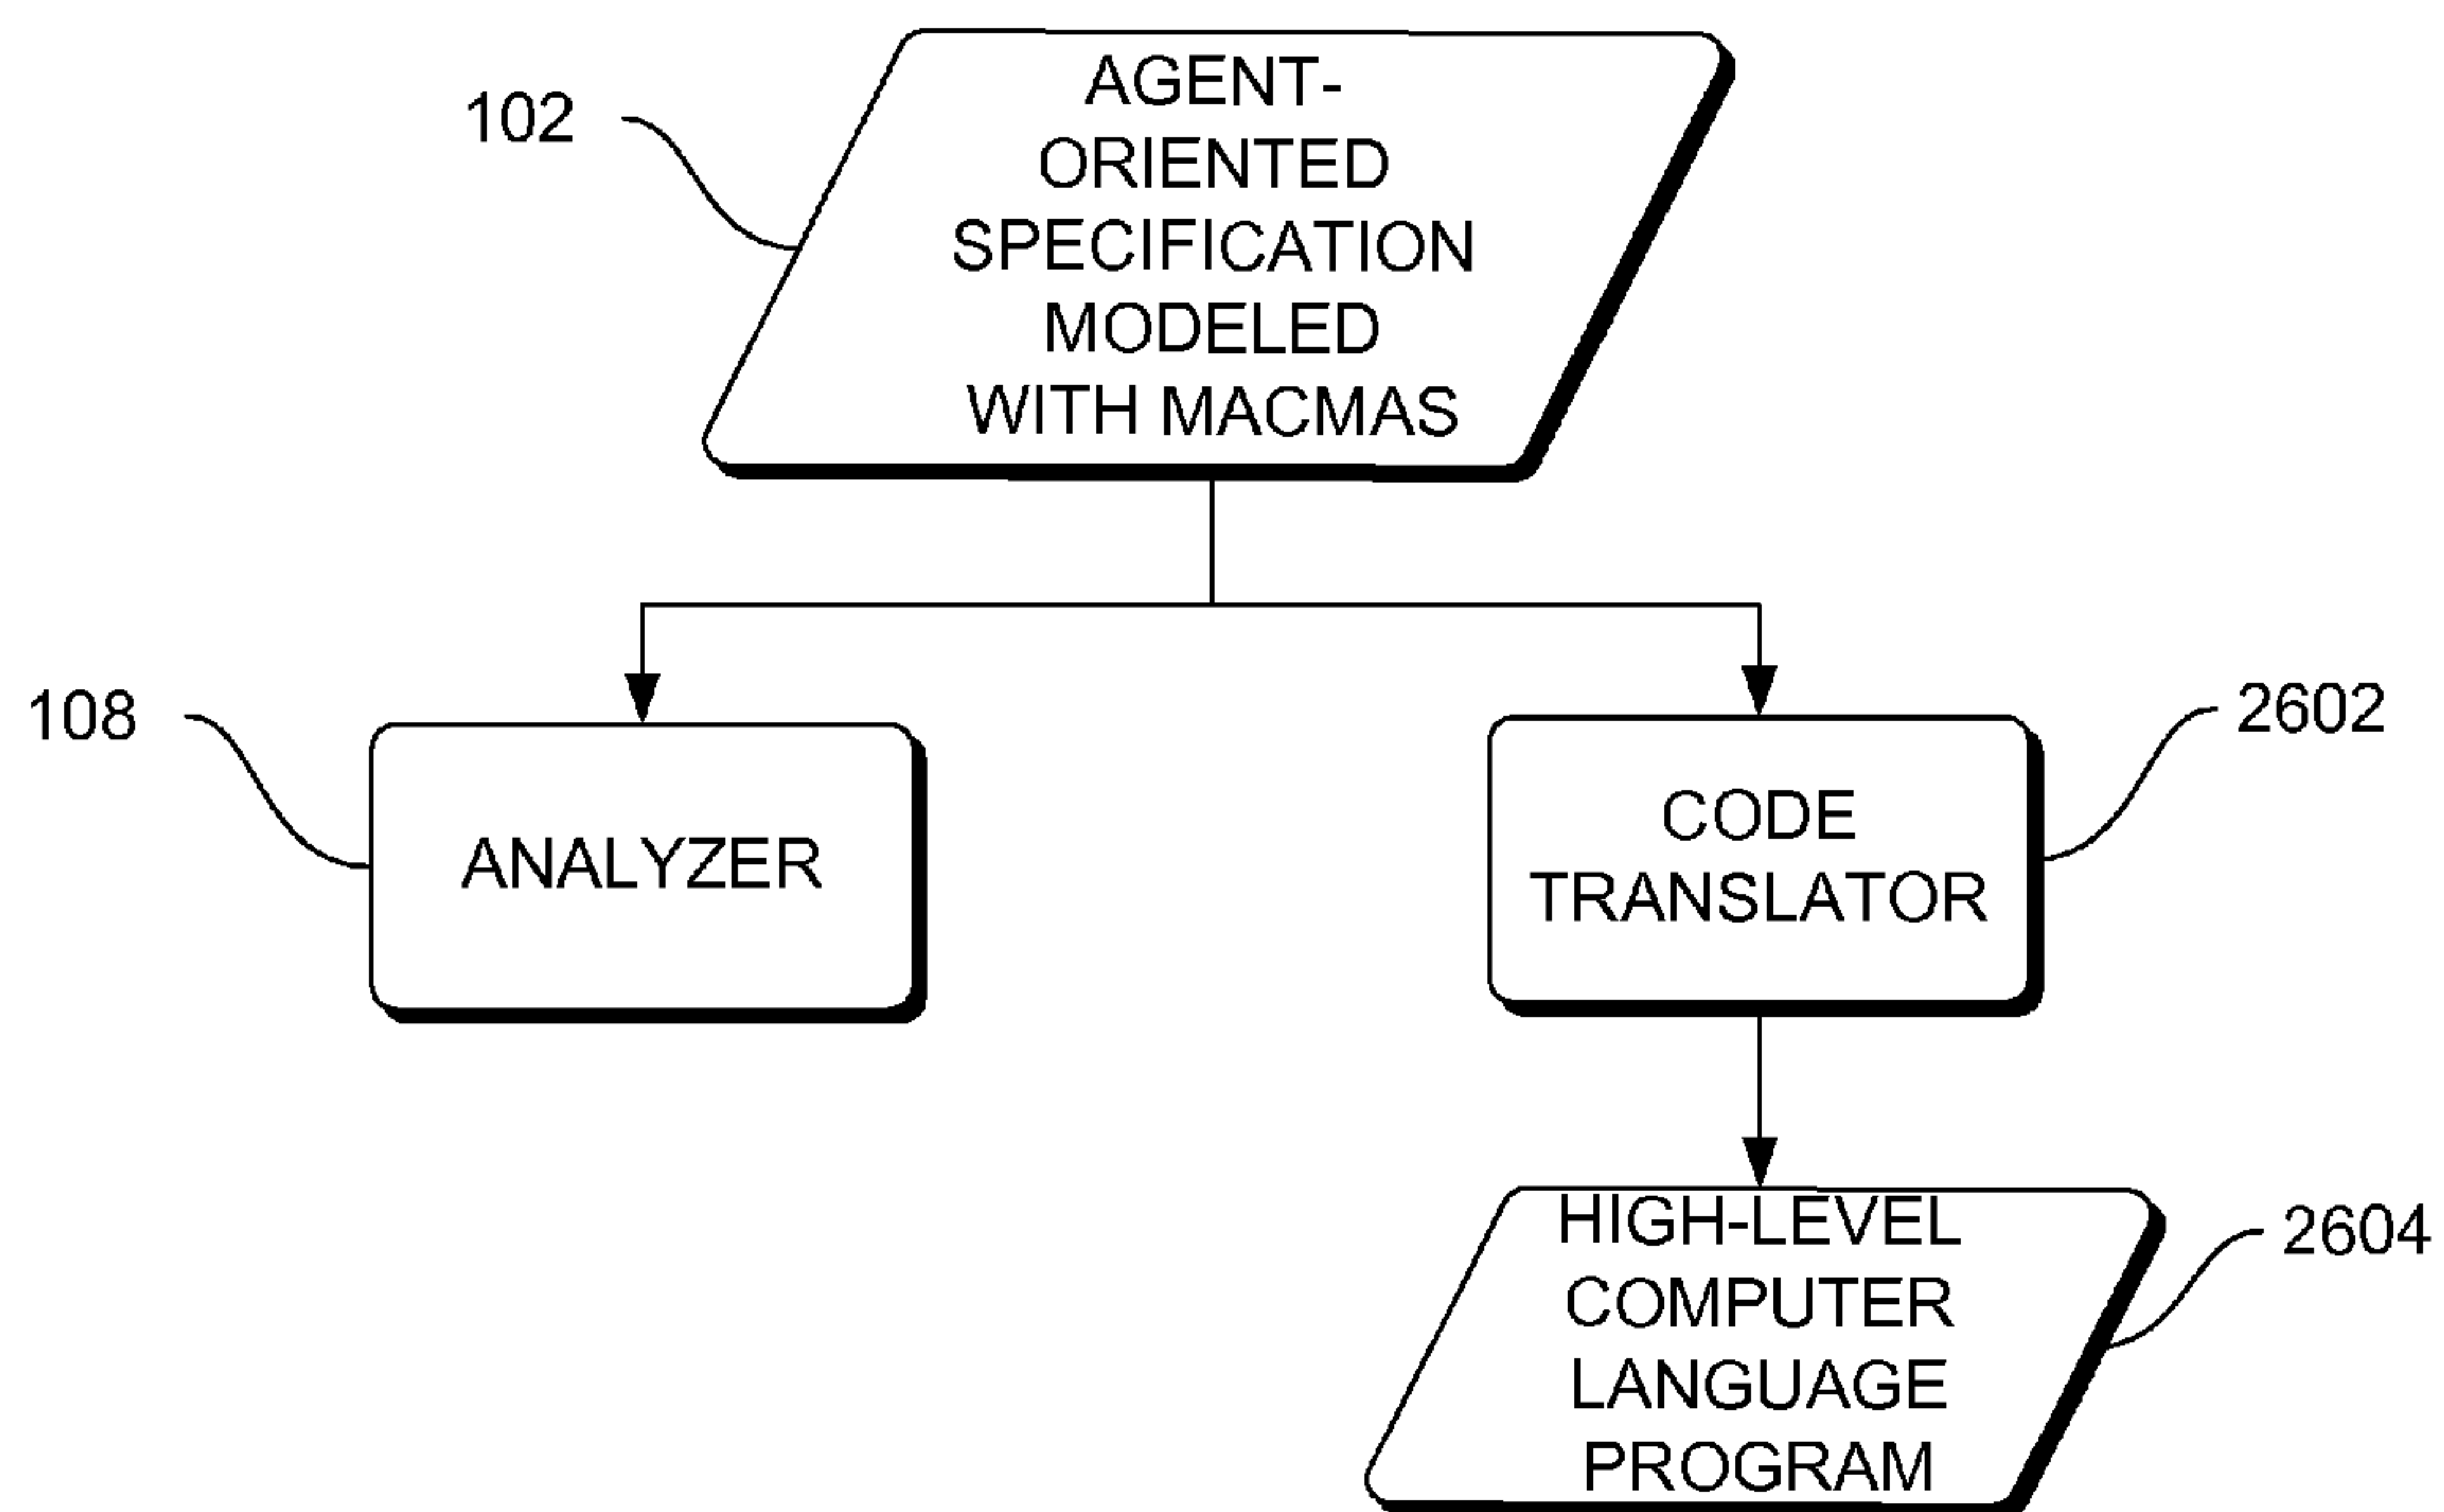 AGENT-
102
ORIENTED
SPECIFICATION
MODELED
WITH MACMAS
108
2602
ANALYZER
CODE
TRANSLATOR
HIGH-LEVEL
2604
COMPUTER
LANGUAGE
PROGRAM